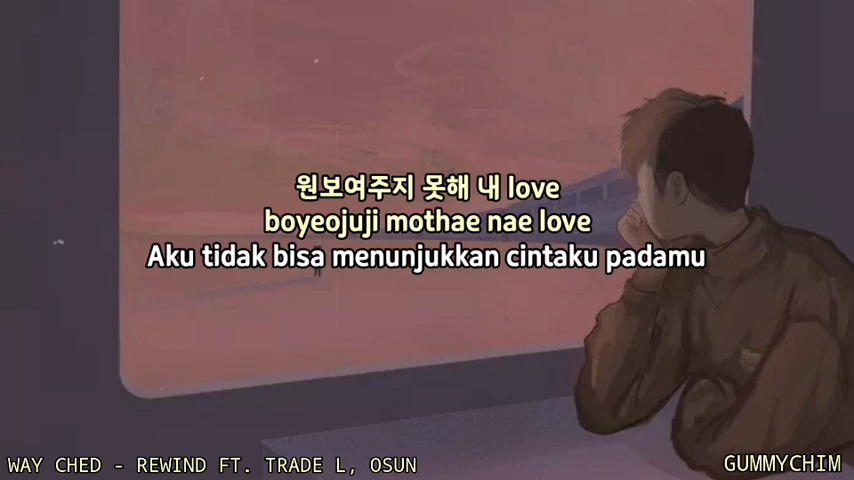 원보여주지 못해 내 love
boyeojuji mothae nae love
Aku tidak bisa menunjukkan cintaku padamu
WAY CHED - REWIND FT. TRADE L, OSUN
GUMMYCHIM